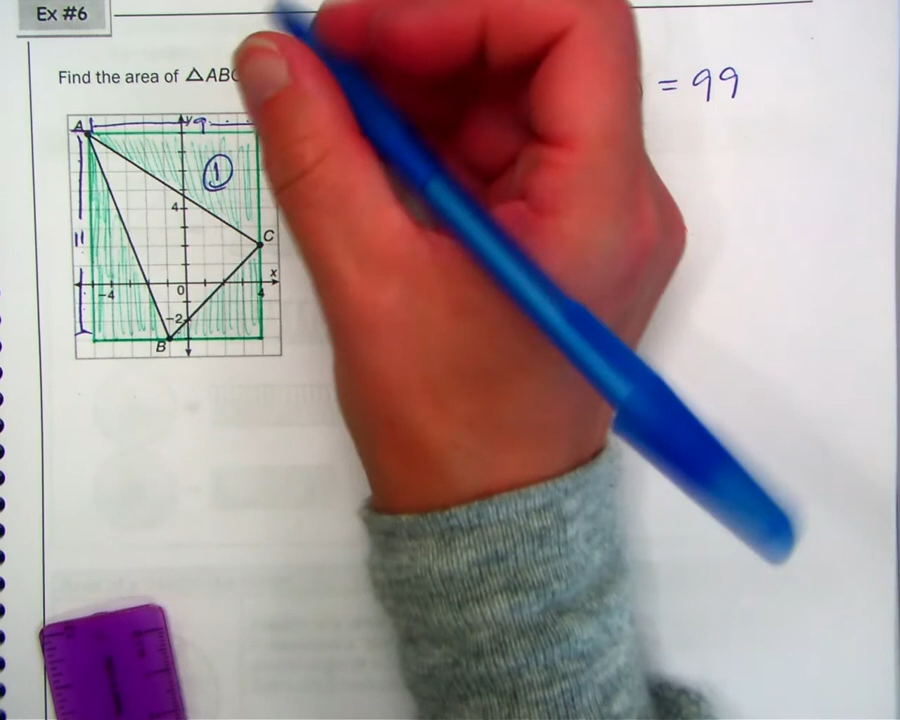 Ex #6
Find the area of △ABC
= 99
A
y
9
①
4
11
C
x
-4
0
4
-2
B